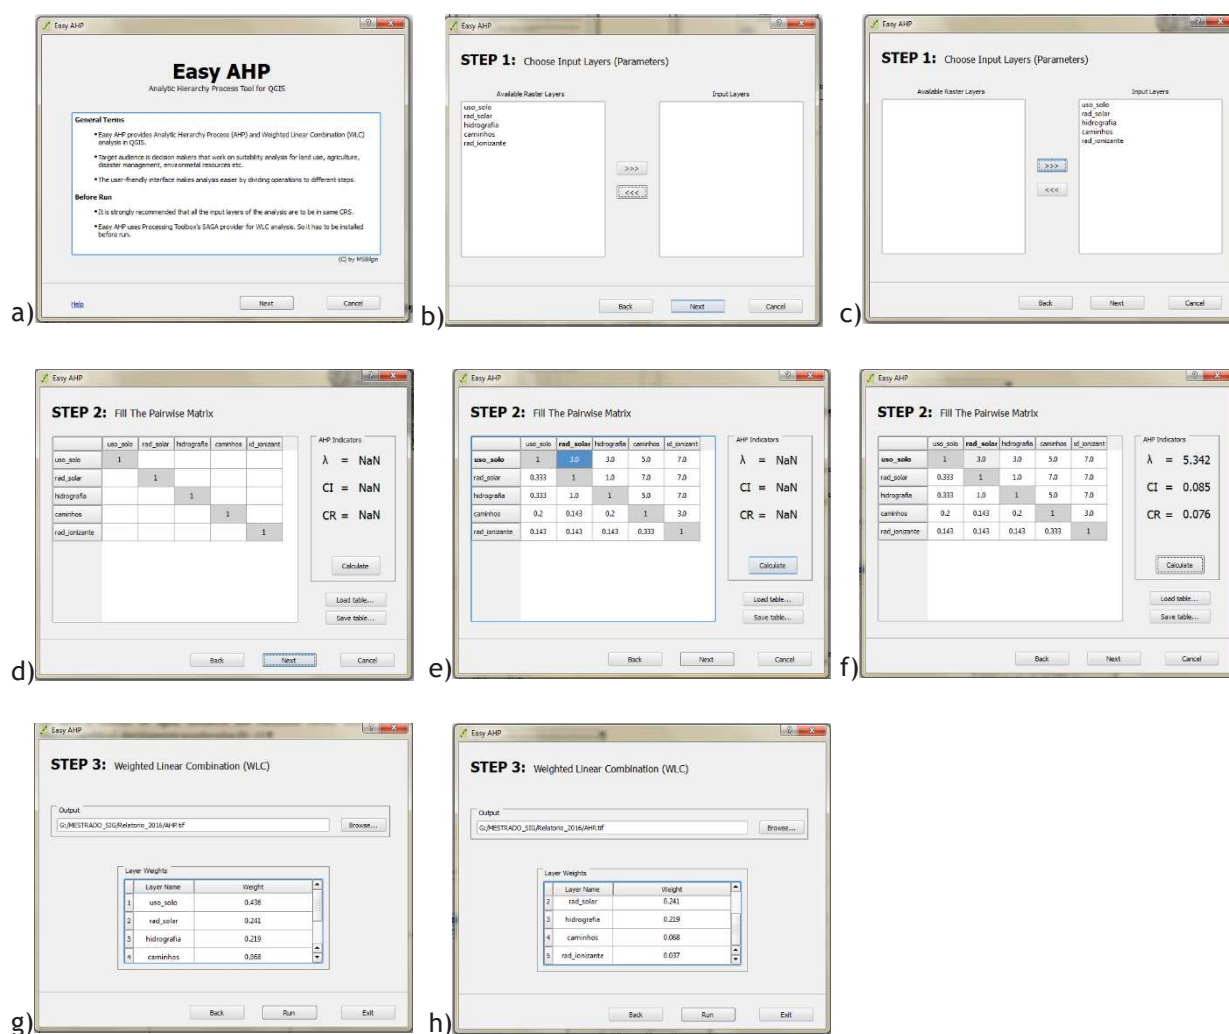 Easy AHP
Easy AHP
Analytic Hierarchy Process Tool for QGIS
General Terms
• Easy AHP provides Analytic Hierarchy Process (AHP) and Weighted Linear Combination (WLC)
analysis in QGIS.
• Target audience is decision makers that work on suitability analysis for land use, agriculture,
disaster management, environmetal resources etc.
• The user-friendly interface makes analysis easier by dividing operations to different steps.
Before Run
• It is strongly recommended that all the input layers of the analysis are to be in same CRS.
• Easy AHP uses Processing Toolbox's SAGA provider for WLC analysis. So it has to be installed
before run.
(C) by MSBilgin
Help
Next
Cancel
a)
Easy AHP
STEP 1: Choose Input Layers (Parameters)
Available Raster Layers
Input Layers
uso_solo
rad_solar
hidrografia
caminhos
rad_ionizante
>>>
<<<
Back
Next
Cancel
b)
Easy AHP
STEP 1: Choose Input Layers (Parameters)
Available Raster Layers
Input Layers
uso_solo
rad_solar
hidrografia
caminhos
rad_ionizante
>>>
<<<
Back
Next
Cancel
c)
Easy AHP
STEP 2: Fill The Pairwise Matrix
uso_solo rad_solar hidrografia caminhos ad_ionizant
uso_solo 1
rad_solar 1
hidrografia 1
caminhos 1
rad_ionizante 1
AHP Indicators
λ = NaN
CI = NaN
CR = NaN
Calculate
Load table...
Save table...
Back
Next
Cancel
d)
Easy AHP
STEP 2: Fill The Pairwise Matrix
uso_solo rad_solar hidrografia caminhos ad_ionizant
uso_solo 1 3.0 3.0 5.0 7.0
rad_solar 0.333 1 1.0 7.0 7.0
hidrografia 0.333 1.0 1 5.0 7.0
caminhos 0.2 0.143 0.2 1 3.0
rad_ionizante 0.143 0.143 0.143 0.333 1
AHP Indicators
λ = NaN
CI = NaN
CR = NaN
Calculate
Load table...
Save table...
Back
Next
Cancel
e)
Easy AHP
STEP 2: Fill The Pairwise Matrix
uso_solo rad_solar hidrografia caminhos ad_ionizant
uso_solo 1 3.0 3.0 5.0 7.0
rad_solar 0.333 1 1.0 7.0 7.0
hidrografia 0.333 1.0 1 5.0 7.0
caminhos 0.2 0.143 0.2 1 3.0
rad_ionizante 0.143 0.143 0.143 0.333 1
AHP Indicators
λ = 5.342
CI = 0.085
CR = 0.076
Calculate
Load table...
Save table...
Back
Next
Cancel
f)
Easy AHP
STEP 3: Weighted Linear Combination (WLC)
Output
G:/MESTRADO_SIG/Relatorio_2016/AHP.tif
Browse...
Layer Weights
Layer Name Weight
1 uso_solo 0.436
2 rad_solar 0.241
3 hidrografia 0.219
4 caminhos 0.068
Back
Run
Exit
g)
Easy AHP
STEP 3: Weighted Linear Combination (WLC)
Output
G:/MESTRADO_SIG/Relatorio_2016/AHP.tif
Browse...
Layer Weights
Layer Name Weight
2 rad_solar 0.241
3 hidrografia 0.219
4 caminhos 0.068
5 rad_ionizante 0.037
Back
Run
Exit
h)